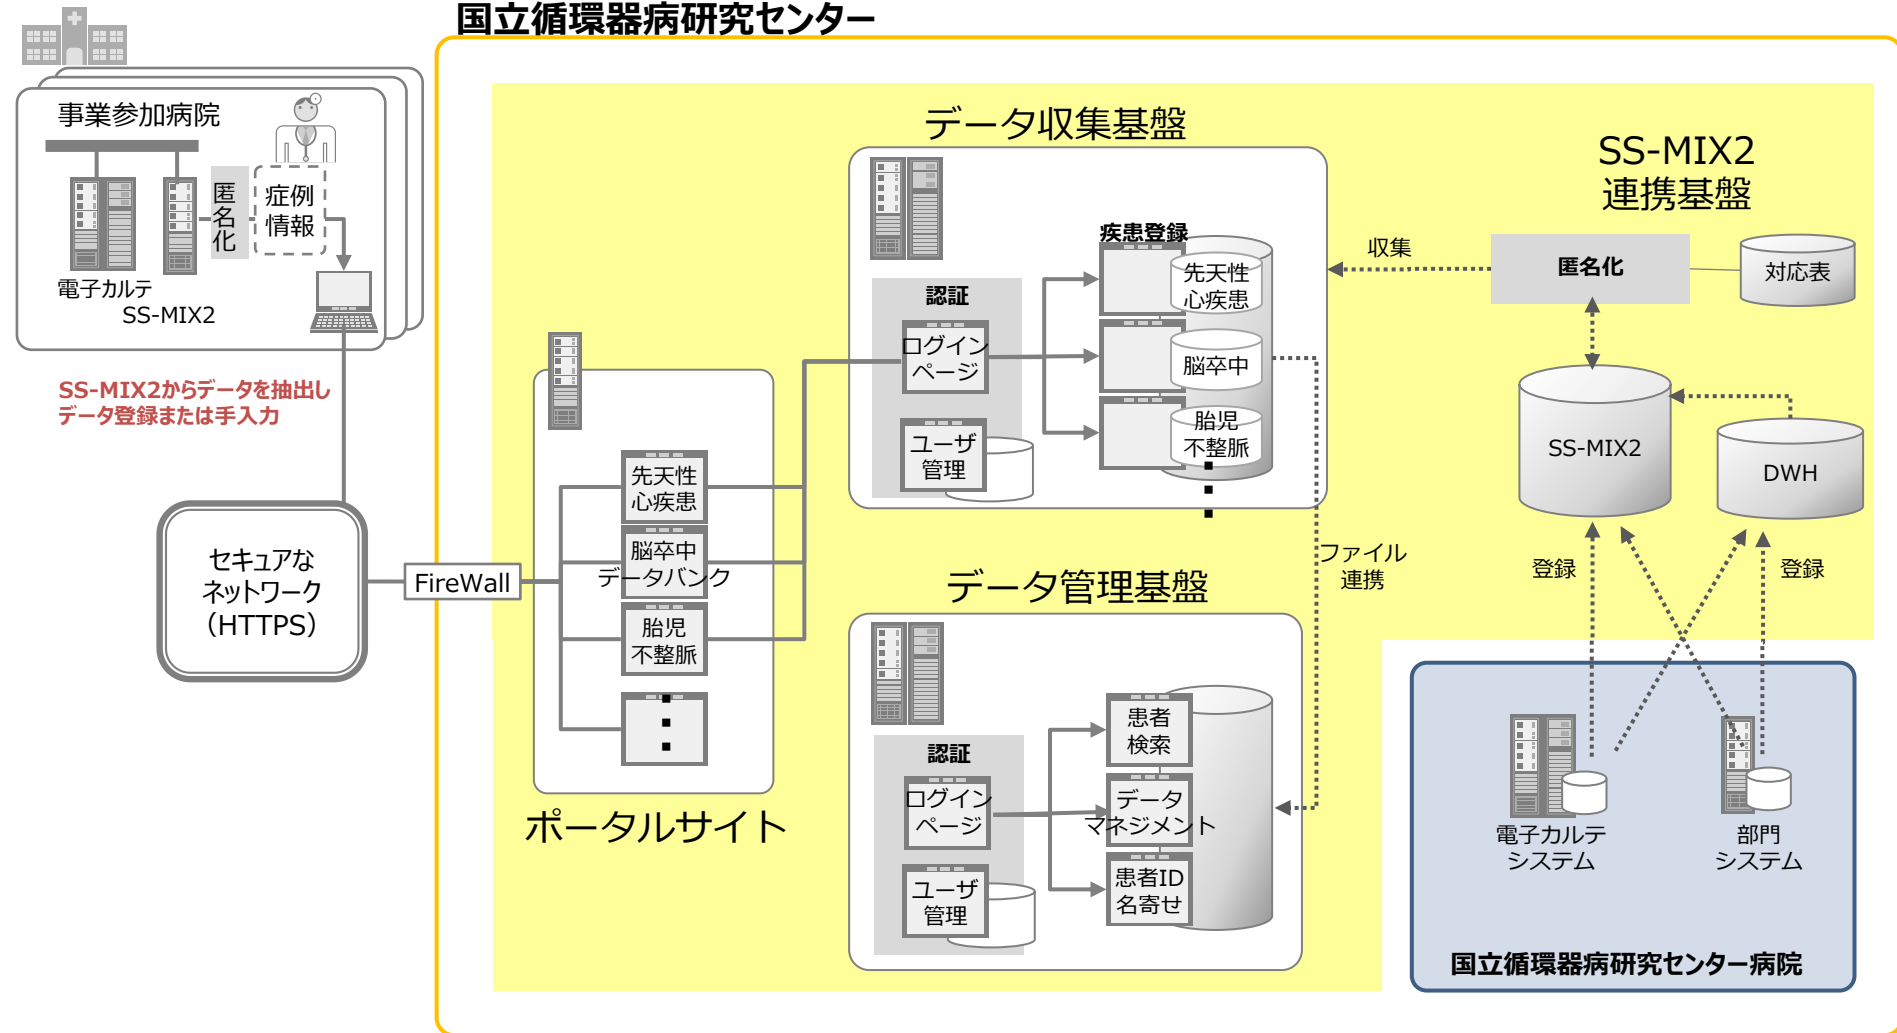 国立循環器病研究センター
事業参加病院
匿名化
症例
情報
電子カルテ
SS-MIX2
SS-MIX2からデータを抽出し
データ登録または手入力
セキュアな
ネットワーク
（HTTPS）
FireWall
先天性
心疾患
脳卒中
データバンク
胎児
不整脈
ポータルサイト
データ収集基盤
認証
ログイン
ページ
ユーザ
管理
疾患登録
先天性
心疾患
脳卒中
胎児
不整脈
ファイル
連携
データ管理基盤
認証
ログイン
ページ
ユーザ
管理
患者
検索
データ
マネジメント
患者ID
名寄せ
SS-MIX2
連携基盤
収集
匿名化
対応表
SS-MIX2
DWH
登録
登録
電子カルテ
システム
部門
システム
国立循環器病研究センター病院